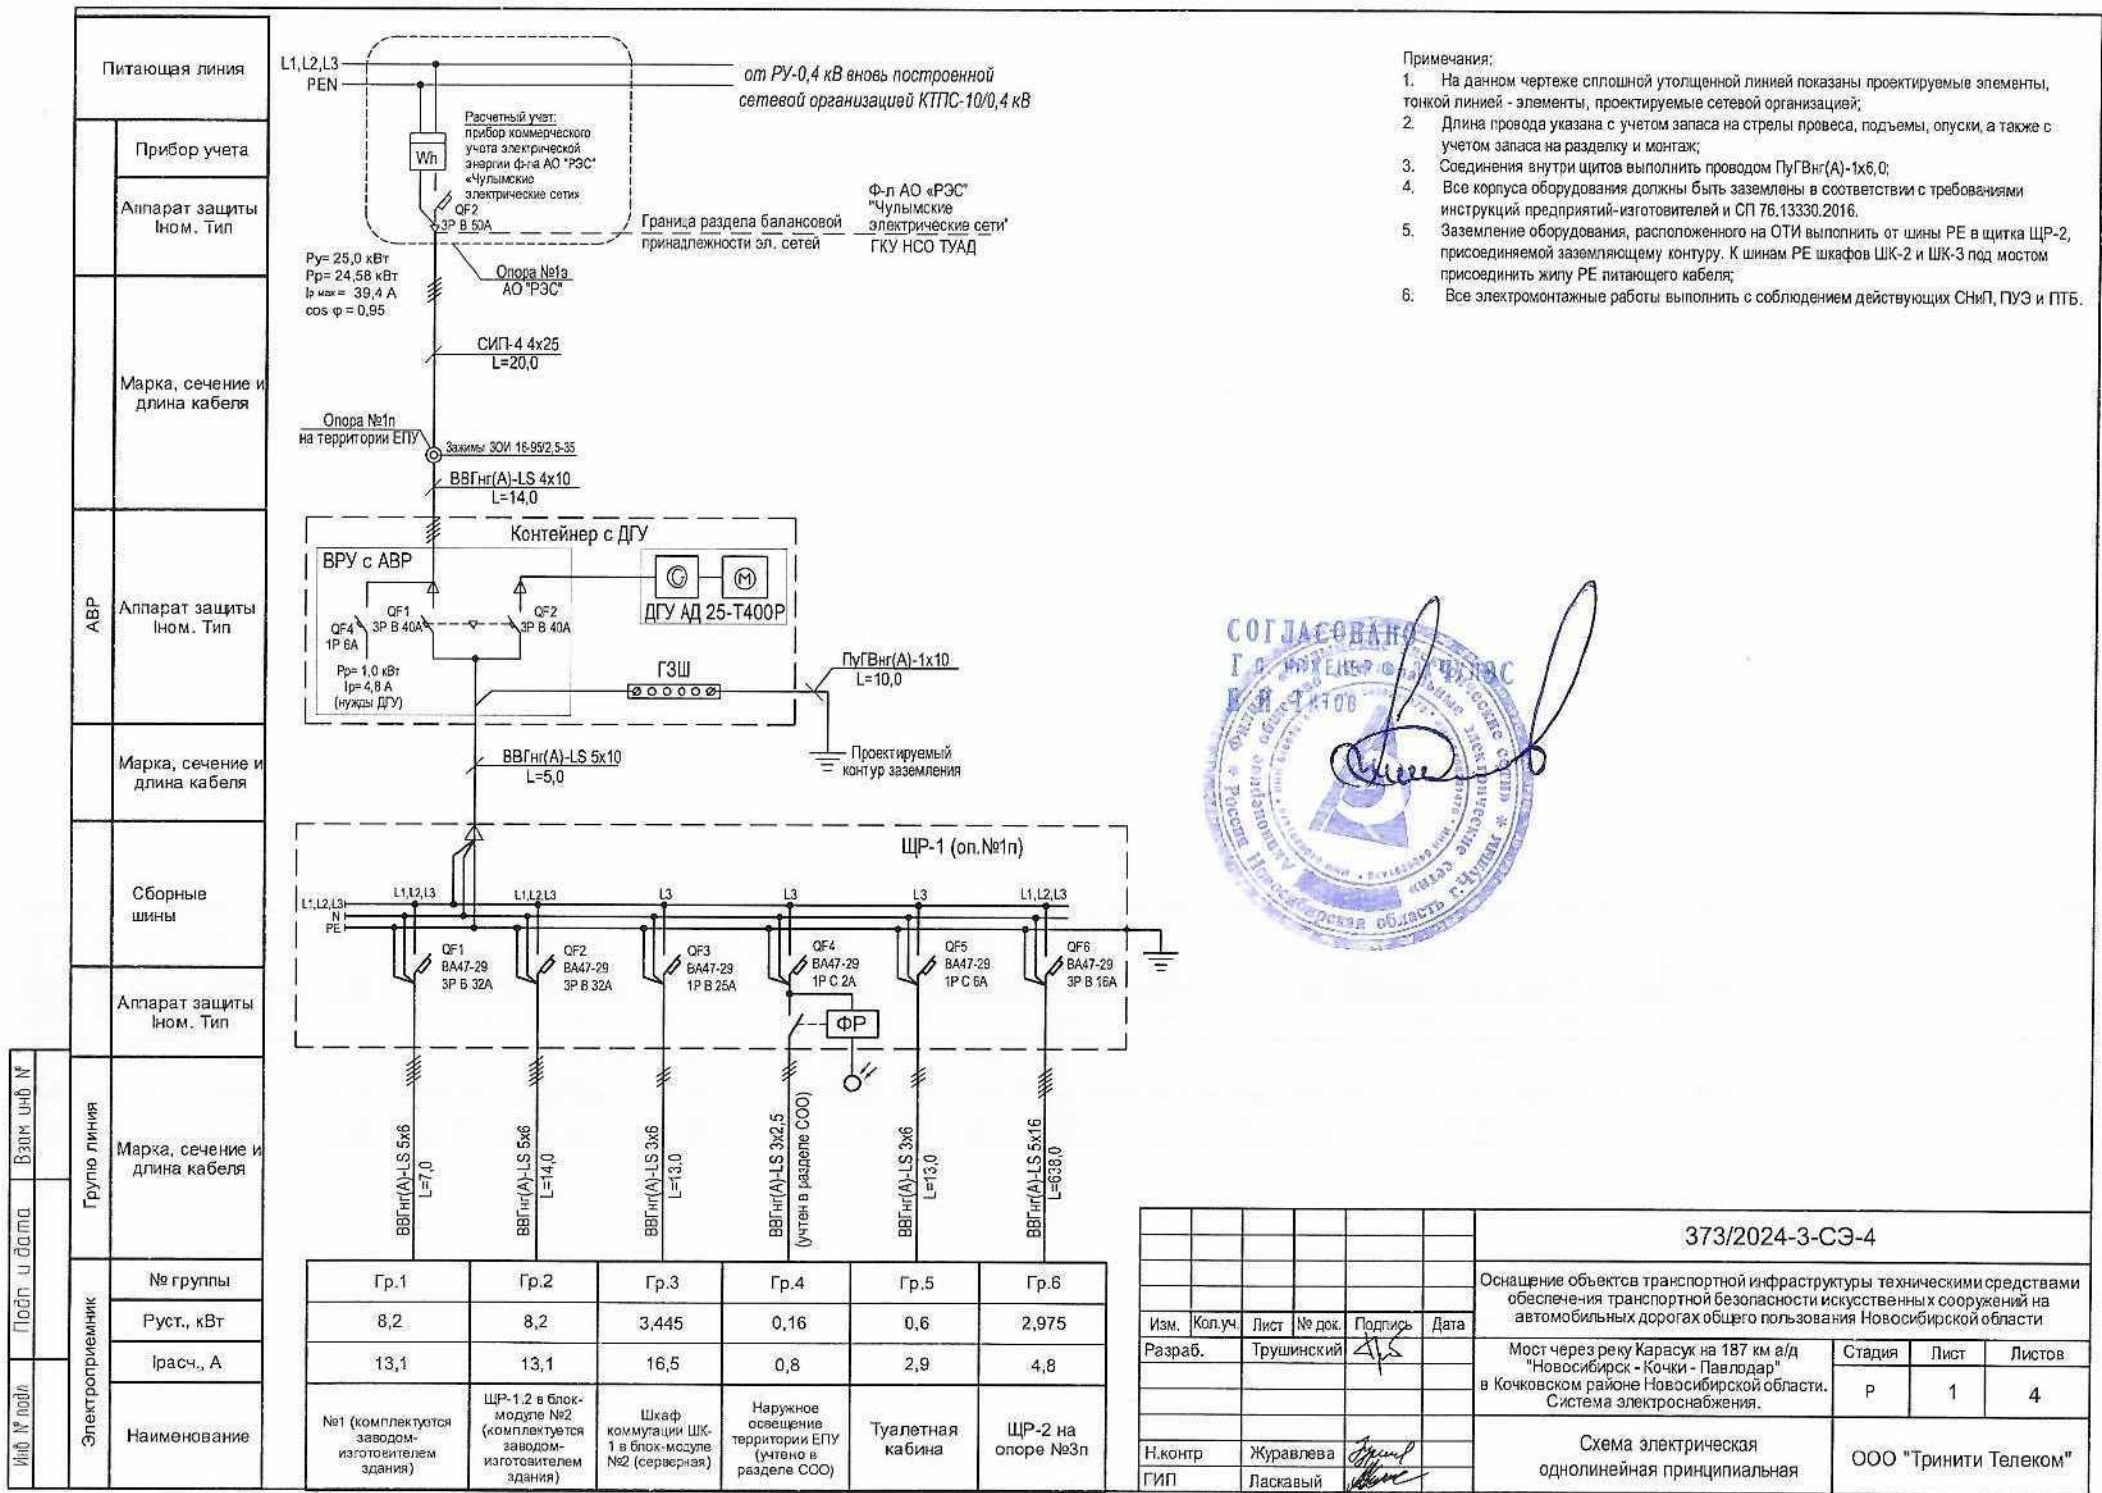 Питающая линия
Прибор учета
Аппарат защиты
Iном. Тип
Марка, сечение и
длина кабеля
АВР
Аппарат защиты
Iном. Тип
Марка, сечение и
длина кабеля
Сборные
шины
Аппарат защиты
Iном. Тип
Групю линия
Марка, сечение и
длина кабеля
Электроприемник
№ группы
Pуст., кВт
Iрасч., А
Наименование
Взам инв №
Подп и дата
Инв № подл
L1,L2,L3
PEN
от РУ-0,4 кВ вновь построенной
сетевой организацией КТПС-10/0,4 кВ
Расчетный учет:
прибор коммерческого
учета электрической
энергии ф-ла АО "РЭС"
«Чулымские
электрические сети»
Wh
QF2
3P B 50A
Граница раздела балансовой
принадлежности эл. сетей
Ф-л АО «РЭС"
"Чулымские
электрические сети"
ГКУ НСО ТУАД
Опора №1э
АО "РЭС"
Ру= 25,0 кВт
Рр= 24,58 кВт
Iр мах = 39,4 А
cos φ = 0,95
СИП-4 4х25
L=20,0
Опора №1п
на территории ЕПУ
Зажимы ЗОИ 16-95/2,5-35
ВВГнг(А)-LS 4х10
L=14,0
Контейнер с ДГУ
ВРУ с АВР
QF4
1P 6A
QF1
3P B 40A
QF2
3P B 40A
Рр= 1,0 кВт
Iр= 4,8 А
(нужды ДГУ)
G
M
ДГУ АД 25-Т400Р
ГЗШ
ПуГВнг(А)-1х10
L=10,0
Проектируемый
контур заземления
ВВГнг(А)-LS 5х10
L=5,0
ЩР-1 (оп.№1п)
L1,L2,L3
N
PE
L1,L2,L3
L1,L2,L3
L3
L3
L3
L1,L2,L3
QF1
ВА47-29
3P B 32A
QF2
ВА47-29
3P B 32A
QF3
ВА47-29
1P B 25A
QF4
ВА47-29
1P C 2A
QF5
ВА47-29
1P C 6A
QF6
ВА47-29
3P B 16A
ФР
ВВГнг(А)-LS 5х6
L=7,0
ВВГнг(А)-LS 5х6
L=14,0
ВВГнг(А)-LS 3х6
L=13,0
ВВГнг(А)-LS 3х2,5
(учтен в разделе СОО)
ВВГнг(А)-LS 3х6
L=13,0
ВВГнг(А)-LS 5х16
L=638,0
Гр.1 Гр.2 Гр.3 Гр.4 Гр.5 Гр.6
8,2 8,2 3,445 0,16 0,6 2,975
13,1 13,1 16,5 0,8 2,9 4,8
№1 (комплектуется
заводом-
изготовителем
здания)
ЩР-1.2 в блок-
модуле №2
(комплектуется
заводом-
изготовителем
здания)
Шкаф
коммутации ШК-
1 в блок-модуле
№2 (серверная)
Наружное
освещение
территории ЕПУ
(учтено в
разделе СОО)
Туалетная
кабина
ЩР-2 на
опоре №3п
Примечания:
1. На данном чертеже сплошной утолщенной линией показаны проектируемые элементы,
тонкой линией - элементы, проектируемые сетевой организацией;
2. Длина провода указана с учетом запаса на стрелы провеса, подъемы, опуски, а также с
учетом запаса на разделку и монтаж;
3. Соединения внутри щитов выполнить проводом ПуГВнг(А)-1х6,0;
4. Все корпуса оборудования должны быть заземлены в соответствии с требованиями
инструкций предприятий-изготовителей и СП 76.13330.2016.
5. Заземление оборудования, расположенного на ОТИ выполнить от шины РЕ в щитка ЩР-2,
присоединяемой заземляющему контуру. К шинам РЕ шкафов ШК-2 и ШК-3 под мостом
присоединить жилу РЕ питающего кабеля;
6. Все электромонтажные работы выполнить с соблюдением действующих СНиП, ПУЭ и ПТБ.
СОГЛАСОВАНО
Россия Новосибирская область г.Чулым
373/2024-3-СЭ-4
Оснащение объектов транспортной инфраструктуры техническими средствами
обеспечения транспортной безопасности искусственных сооружений на
автомобильных дорогах общего пользования Новосибирской области
Изм. Кол.уч. Лист № док. Подпись Дата
Разраб. Трушинский
Н.контр Журавлева
ГИП Ласкавый
Мост через реку Карасук на 187 км а/д
"Новосибирск - Кочки - Павлодар"
в Кочковском районе Новосибирской области.
Система электроснабжения.
Стадия Лист Листов
Р 1 4
Схема электрическая
однолинейная принципиальная
ООО "Тринити Телеком"